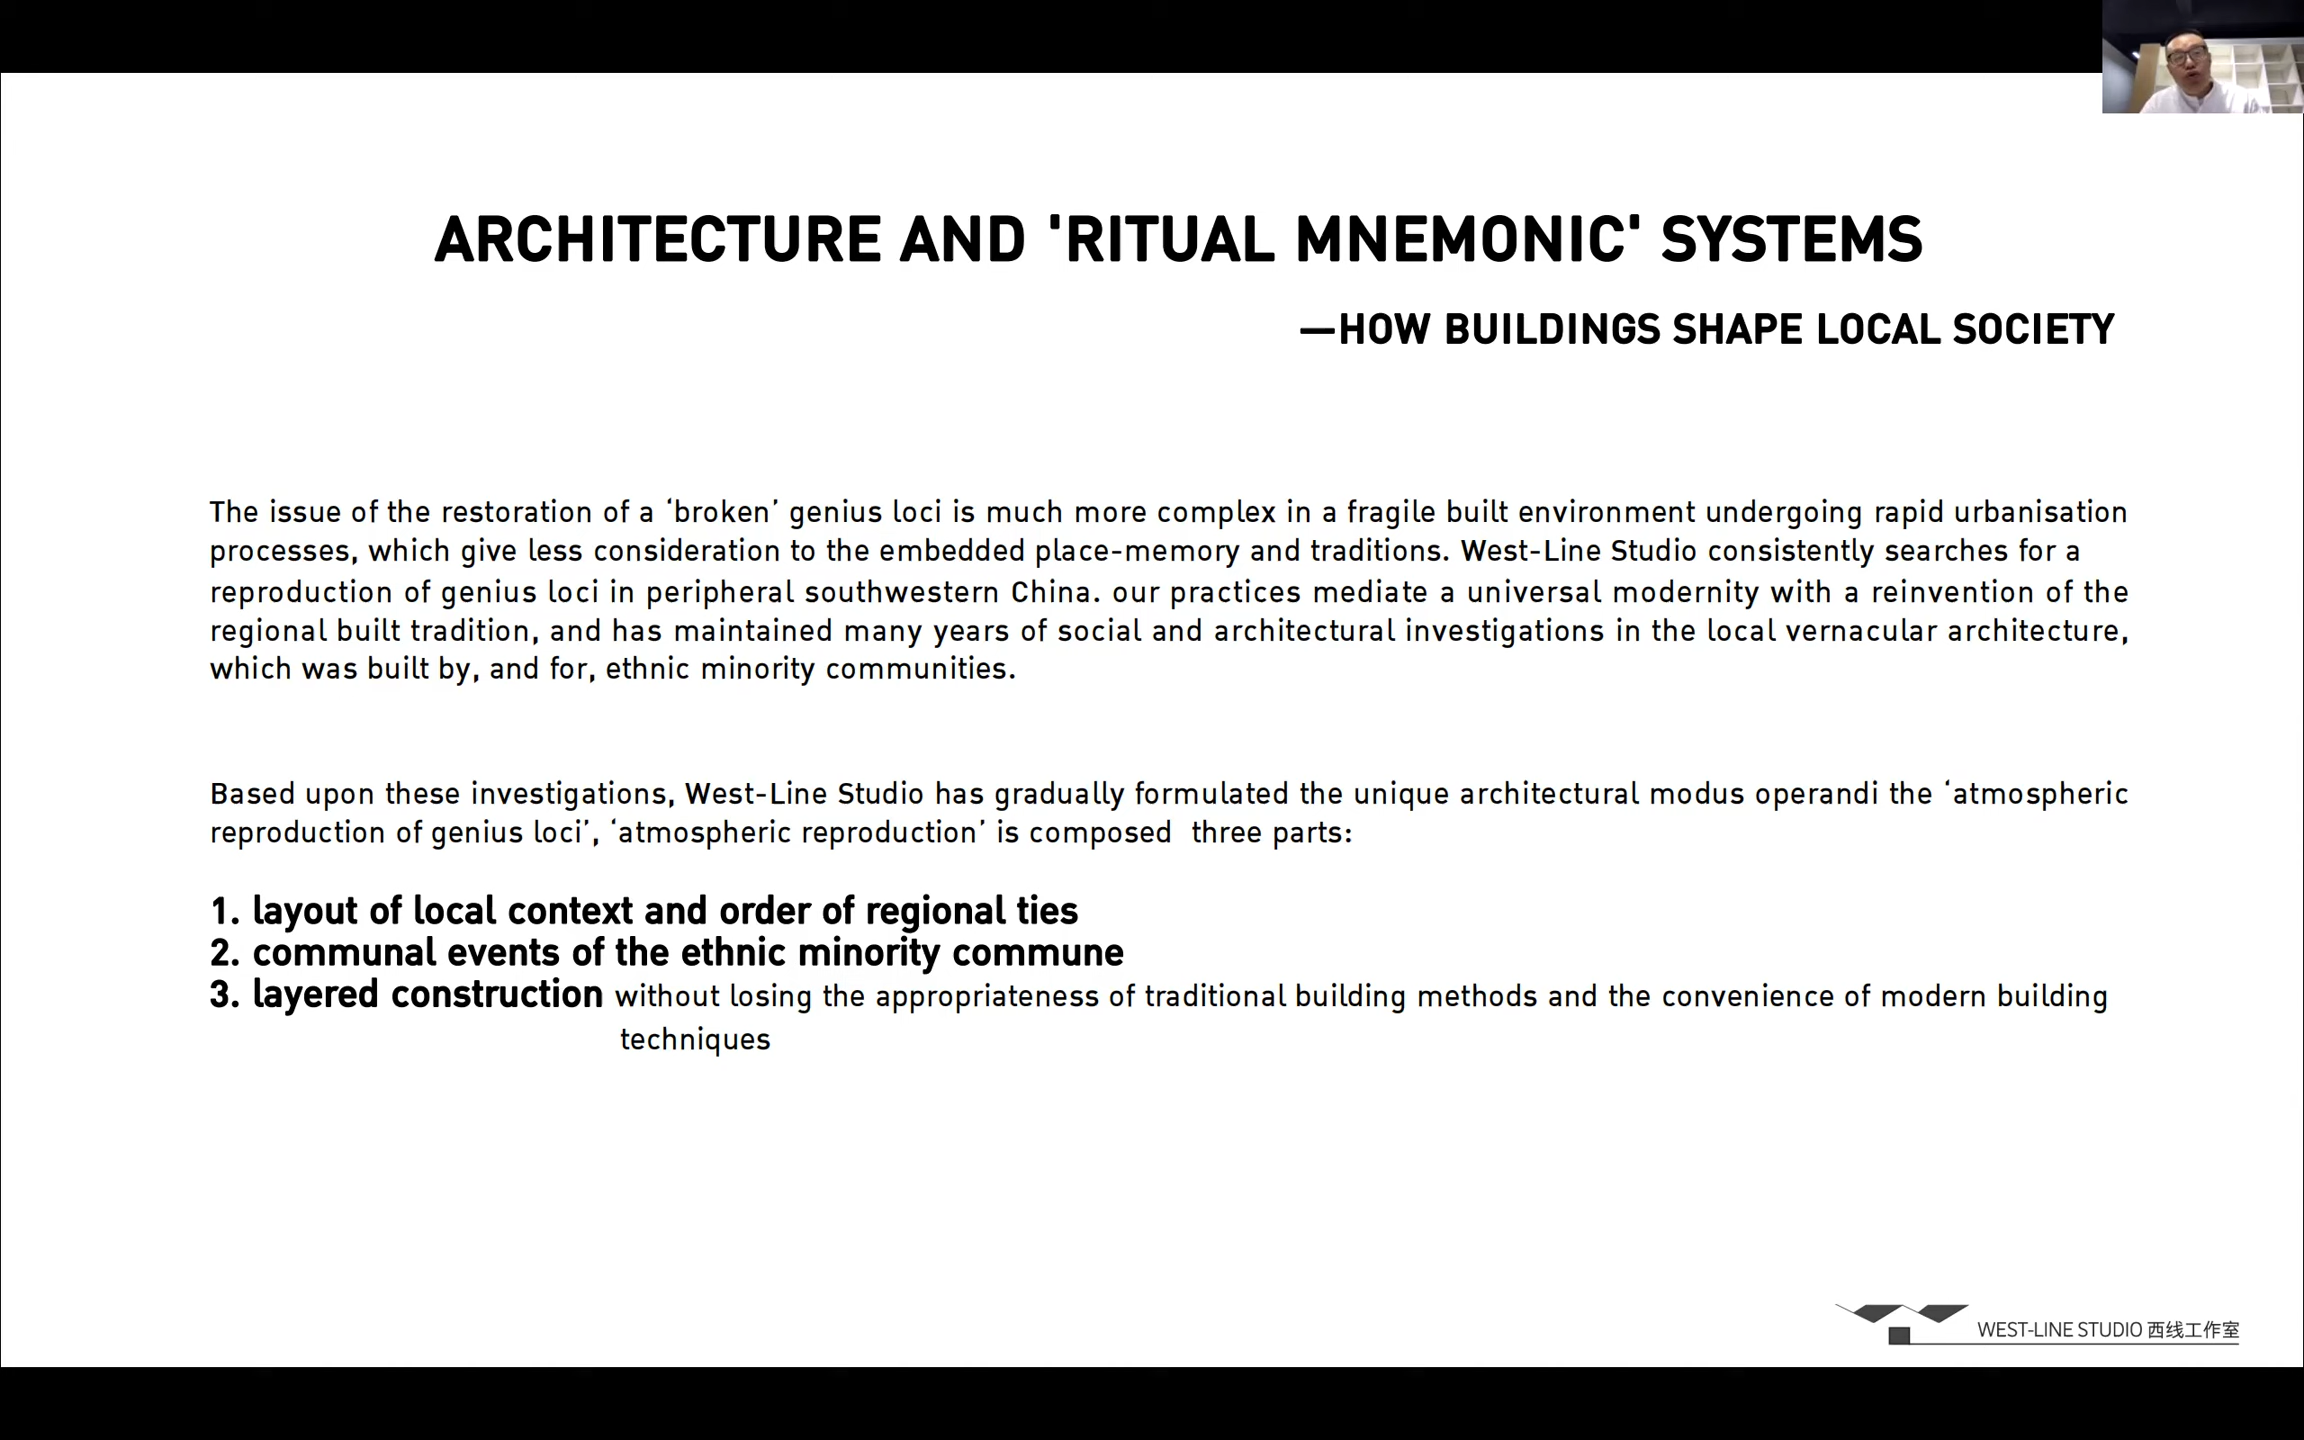 ARCHITECTURE AND 'RITUAL MNEMONIC' SYSTEMS
—HOW BUILDINGS SHAPE LOCAL SOCIETY
The issue of the restoration of a ‘broken’ genius loci is much more complex in a fragile built environment undergoing rapid urbanisation
processes, which give less consideration to the embedded place-memory and traditions. West-Line Studio consistently searches for a
reproduction of genius loci in peripheral southwestern China. our practices mediate a universal modernity with a reinvention of the
regional built tradition, and has maintained many years of social and architectural investigations in the local vernacular architecture,
which was built by, and for, ethnic minority communities.
Based upon these investigations, West-Line Studio has gradually formulated the unique architectural modus operandi the ‘atmospheric
reproduction of genius loci’, ‘atmospheric reproduction’ is composed  three parts:
1. layout of local context and order of regional ties
2. communal events of the ethnic minority commune
3. layered construction without losing the appropriateness of traditional building methods and the convenience of modern building
techniques
WEST-LINE STUDIO 西线工作室